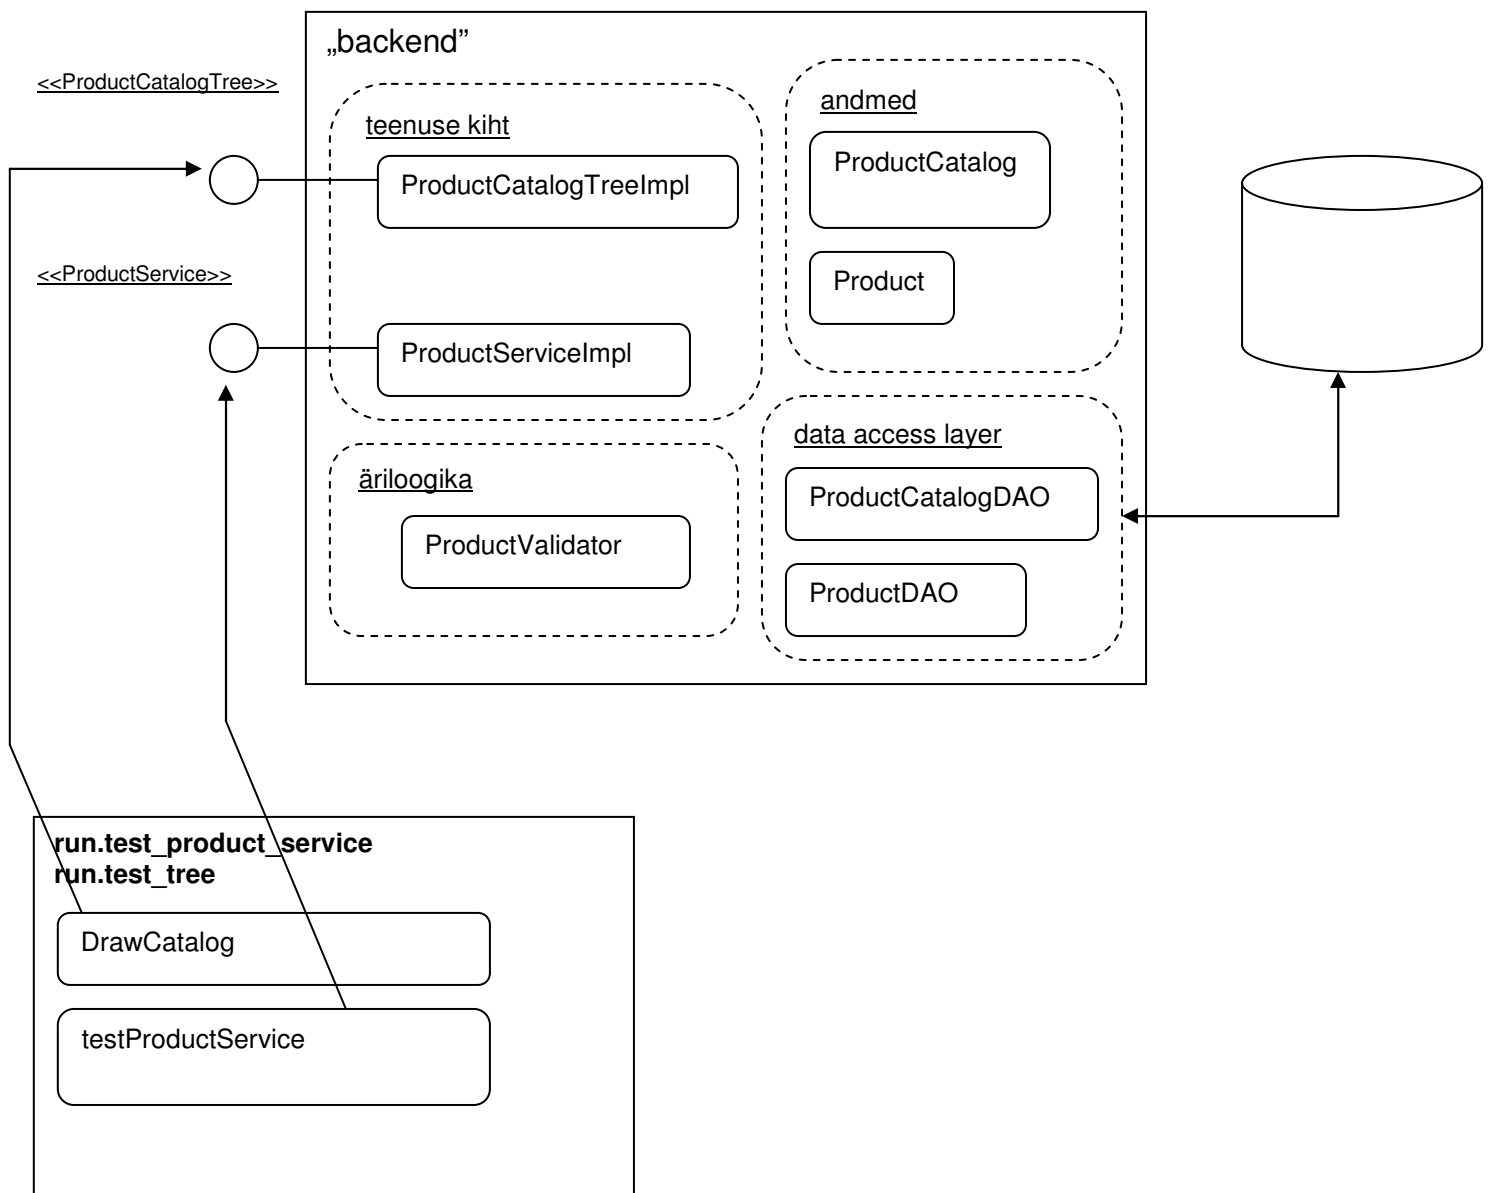 „backend”
<<ProductCatalogTree>>
teenuse kiht
ProductCatalogTreeImpl
<<ProductService>>
ProductServiceImpl
andmed
ProductCatalog
Product
äriloogika
ProductValidator
data access layer
ProductCatalogDAO
ProductDAO
run.test_product_service
run.test_tree
DrawCatalog
testProductService